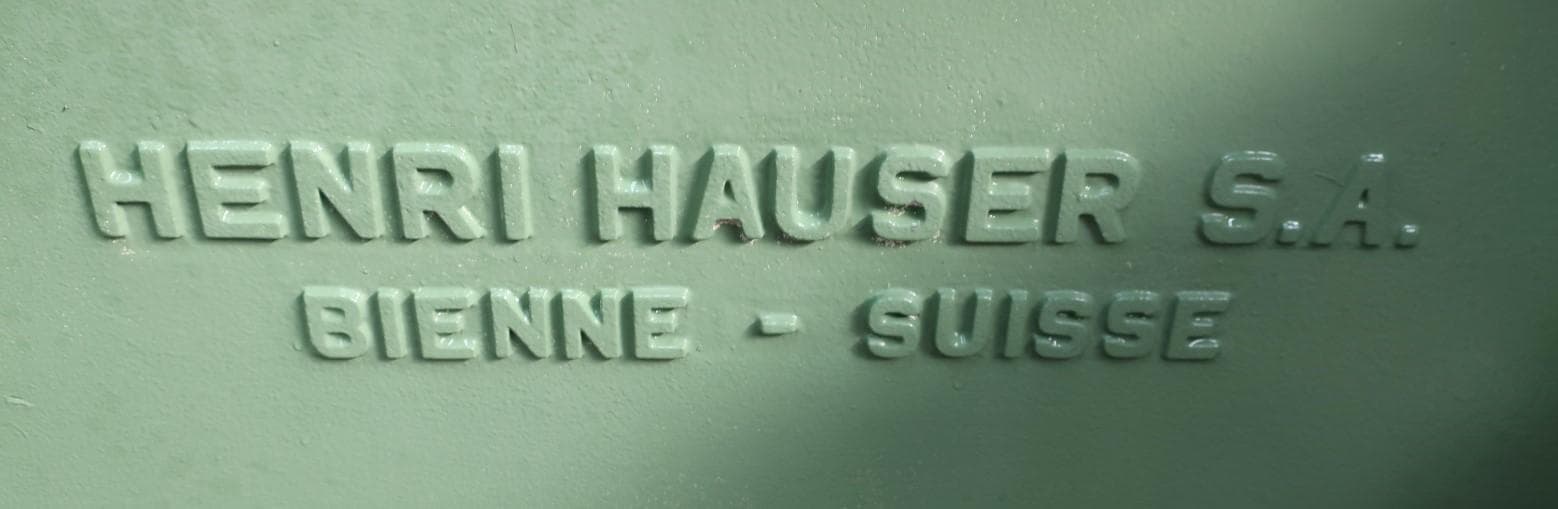 HENRI HAUSER S.A.
BIENNE - SUISSE